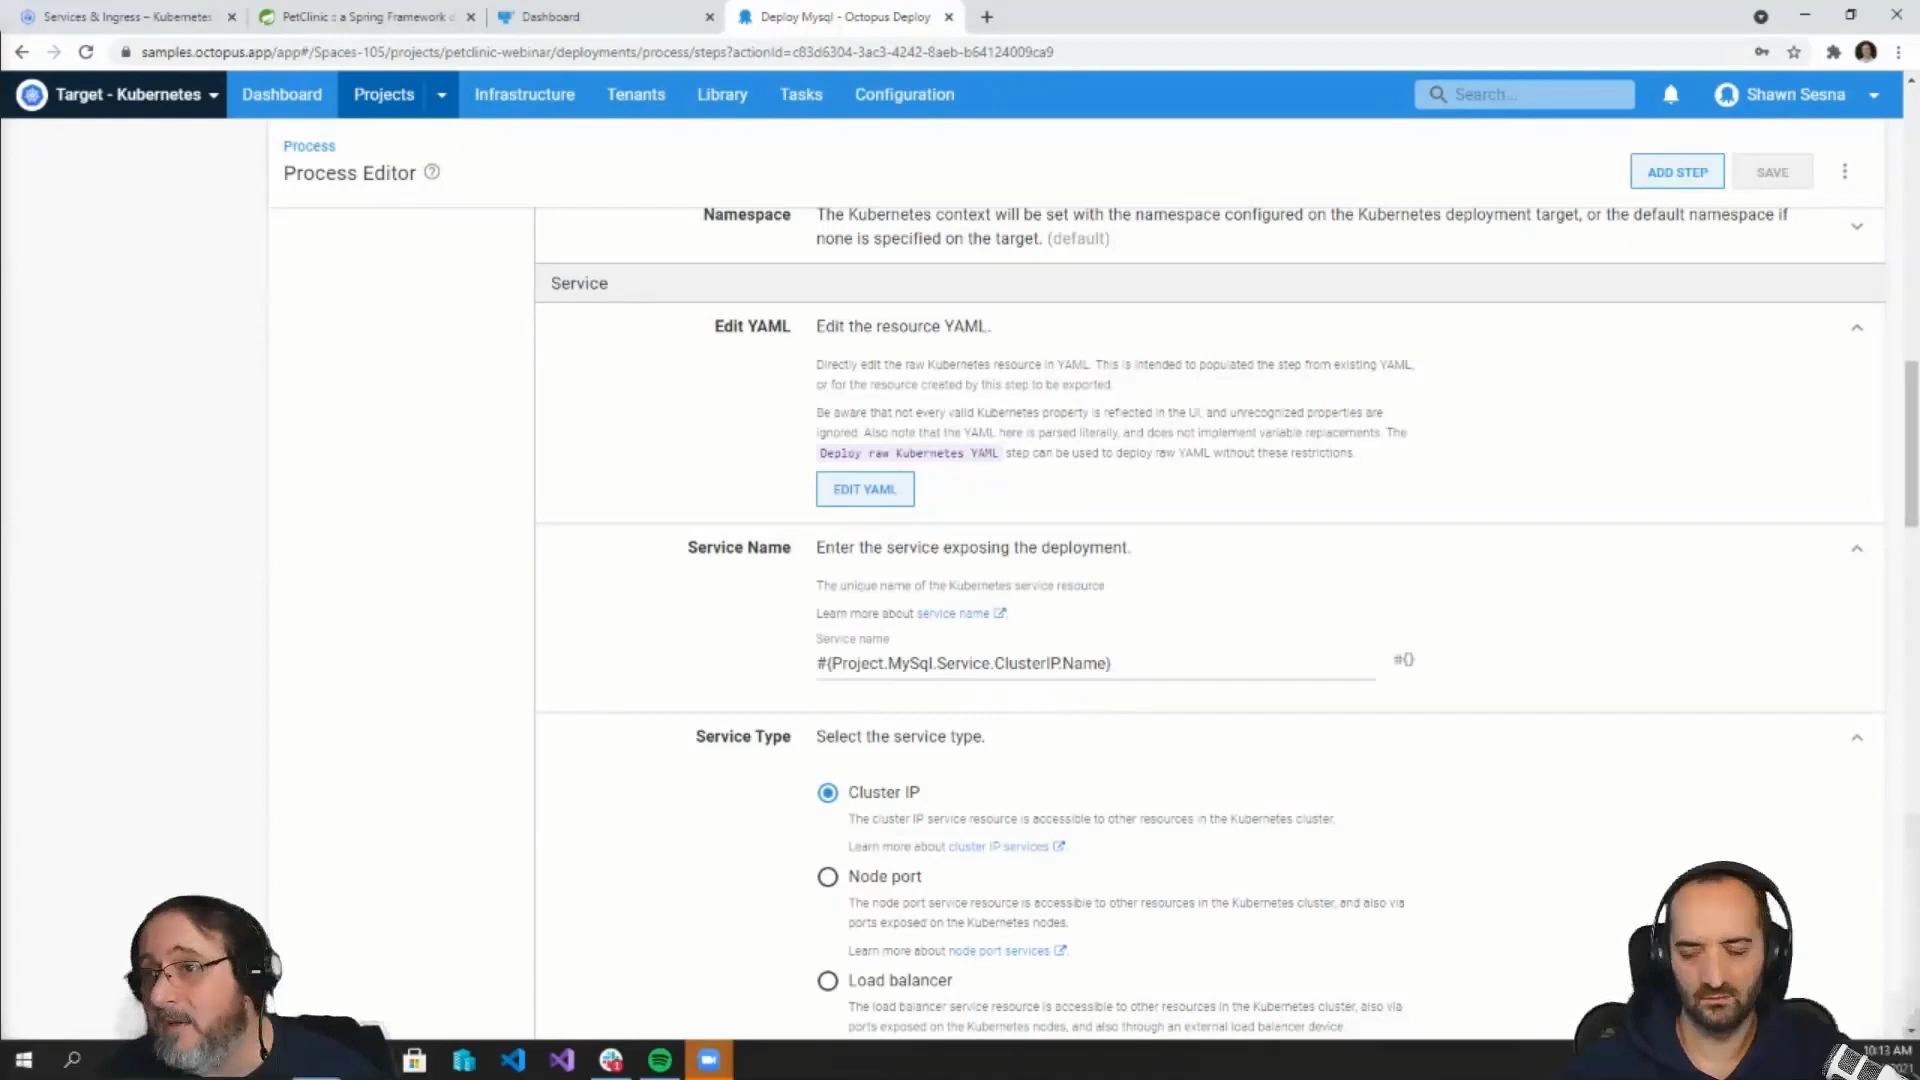 Services & Ingress – Kubernetes
PetClinic :: a Spring Framework
Dashboard
Deploy Mysql - Octopus Deploy
samples.octopus.app/app#/Spaces-105/projects/petclinic-webinar/deployments/process/steps?actionId=c83d6304-3ac3-4242-8aeb-b64124009ca9
Target - Kubernetes
Dashboard
Projects
Infrastructure
Tenants
Library
Tasks
Configuration
Search...
Shawn Sesna
Process
Process Editor
ADD STEP
SAVE
Namespace
The Kubernetes context will be set with the namespace configured on the Kubernetes deployment target, or the default namespace if
none is specified on the target. (default)
Service
Edit YAML
Edit the resource YAML.
Directly edit the raw Kubernetes resource in YAML. This is intended to populated the step from existing YAML,
or for the resource created by this step to be exported.
Be aware that not every valid Kubernetes property is reflected in the UI, and unrecognized properties are
ignored. Also note that the YAML here is parsed literally, and does not implement variable replacements. The
Deploy raw Kubernetes YAML step can be used to deploy raw YAML without these restrictions.
EDIT YAML
Service Name
Enter the service exposing the deployment.
The unique name of the Kubernetes service resource
Learn more about service name
Service name
#{Project.MySql.Service.ClusterIP.Name}
#{}
Service Type
Select the service type.
Cluster IP
The cluster IP service resource is accessible to other resources in the Kubernetes cluster.
Learn more about cluster IP services
Node port
The node port service resource is accessible to other resources in the Kubernetes cluster, and also via
ports exposed on the Kubernetes nodes.
Learn more about node port services
Load balancer
The load balancer service resource is accessible to other resources in the Kubernetes cluster, also via
ports exposed on the Kubernetes nodes, and also through an external load balancer device.
10:13 AM